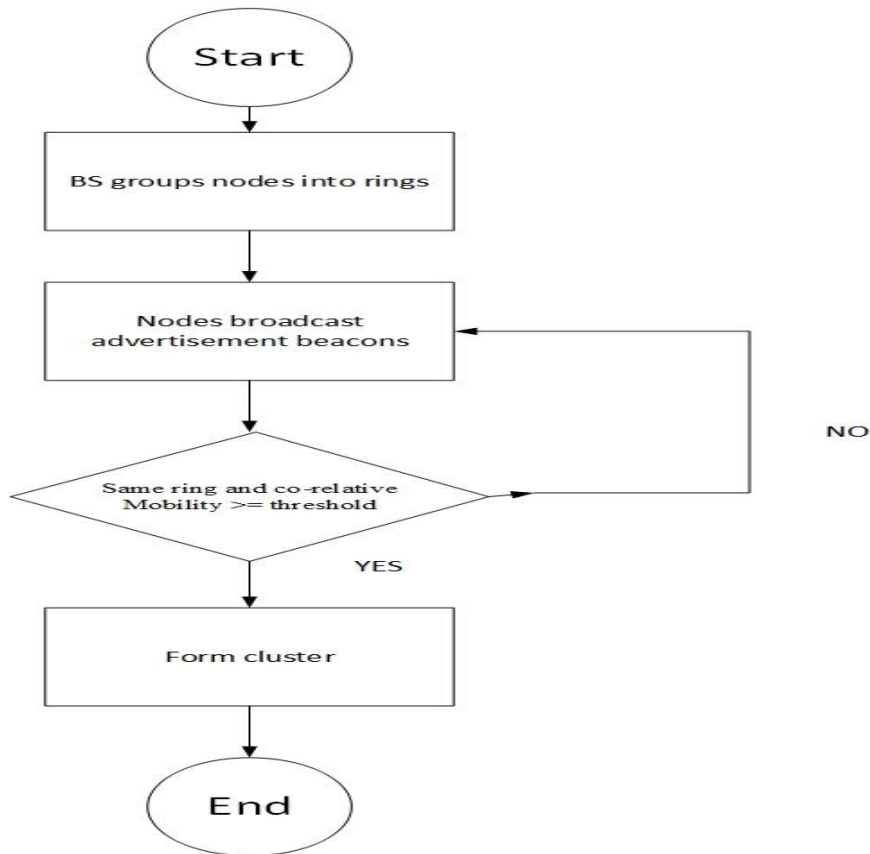 Start
BS groups nodes into rings
Nodes broadcast
advertisement beacons
NO
Same ring and co-relative
Mobility >= threshold
YES
Form cluster
End